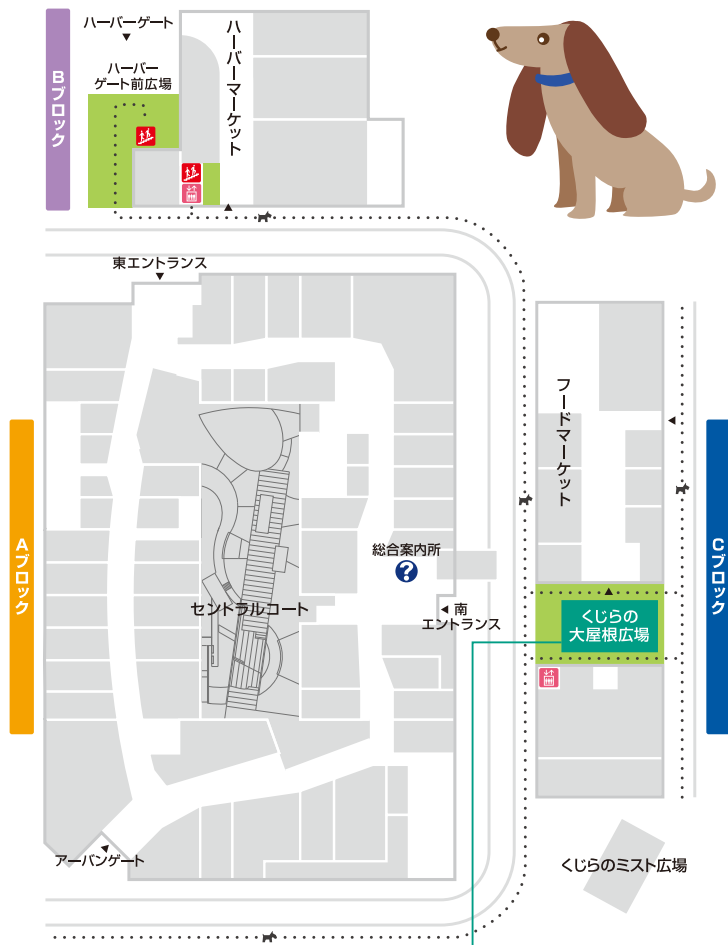 ハーバーゲート
ハーバー
ゲート前広場
Bブロック
ハーバーマーケット
東エントランス
フードマーケット
Aブロック
Cブロック
総合案内所
?
セントラルコート
南
エントランス
くじらの
大屋根広場
アーバンゲート
くじらのミスト広場